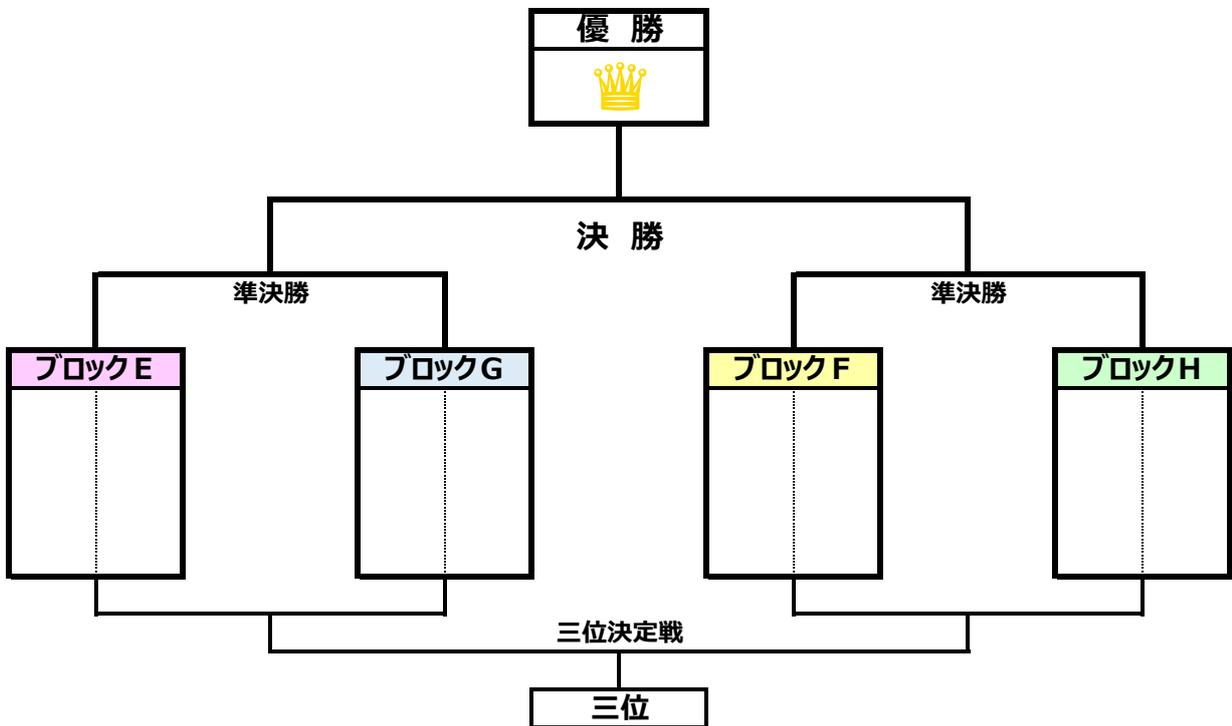 優 勝
決 勝
準決勝
準決勝
ブロックE
ブロックG
ブロックF
ブロックH
三位決定戦
三位